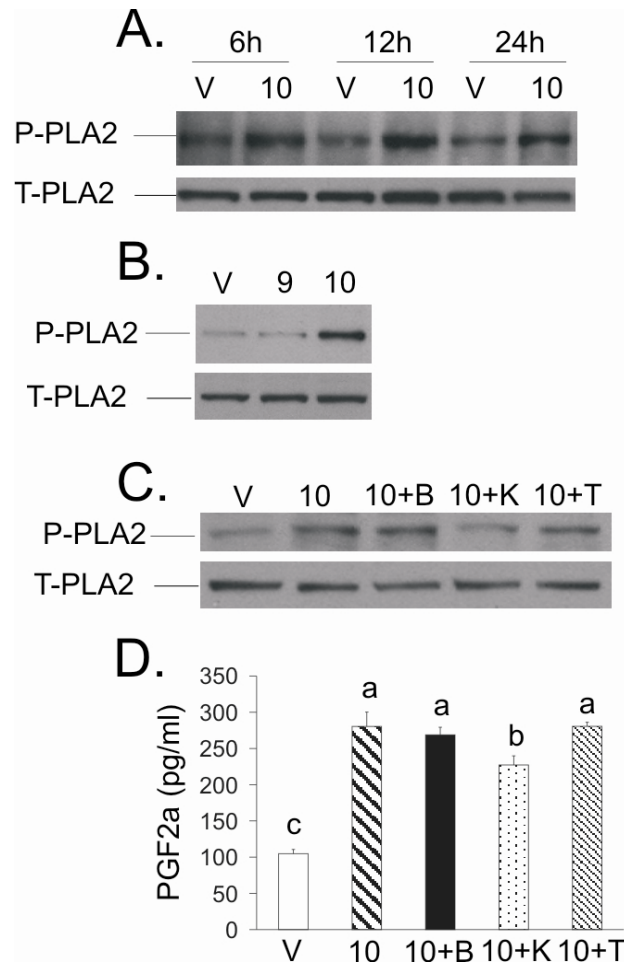 A.
6h 12h 24h
V 10 V 10 V 10
P-PLA2
T-PLA2
B.
V 9 10
P-PLA2
T-PLA2
C.
V 10 10+B 10+K 10+T
P-PLA2
T-PLA2
D.
PGF2a (pg/ml)
350
300
250
200
150
100
50
0
c a a b a
V 10 10+B 10+K 10+T